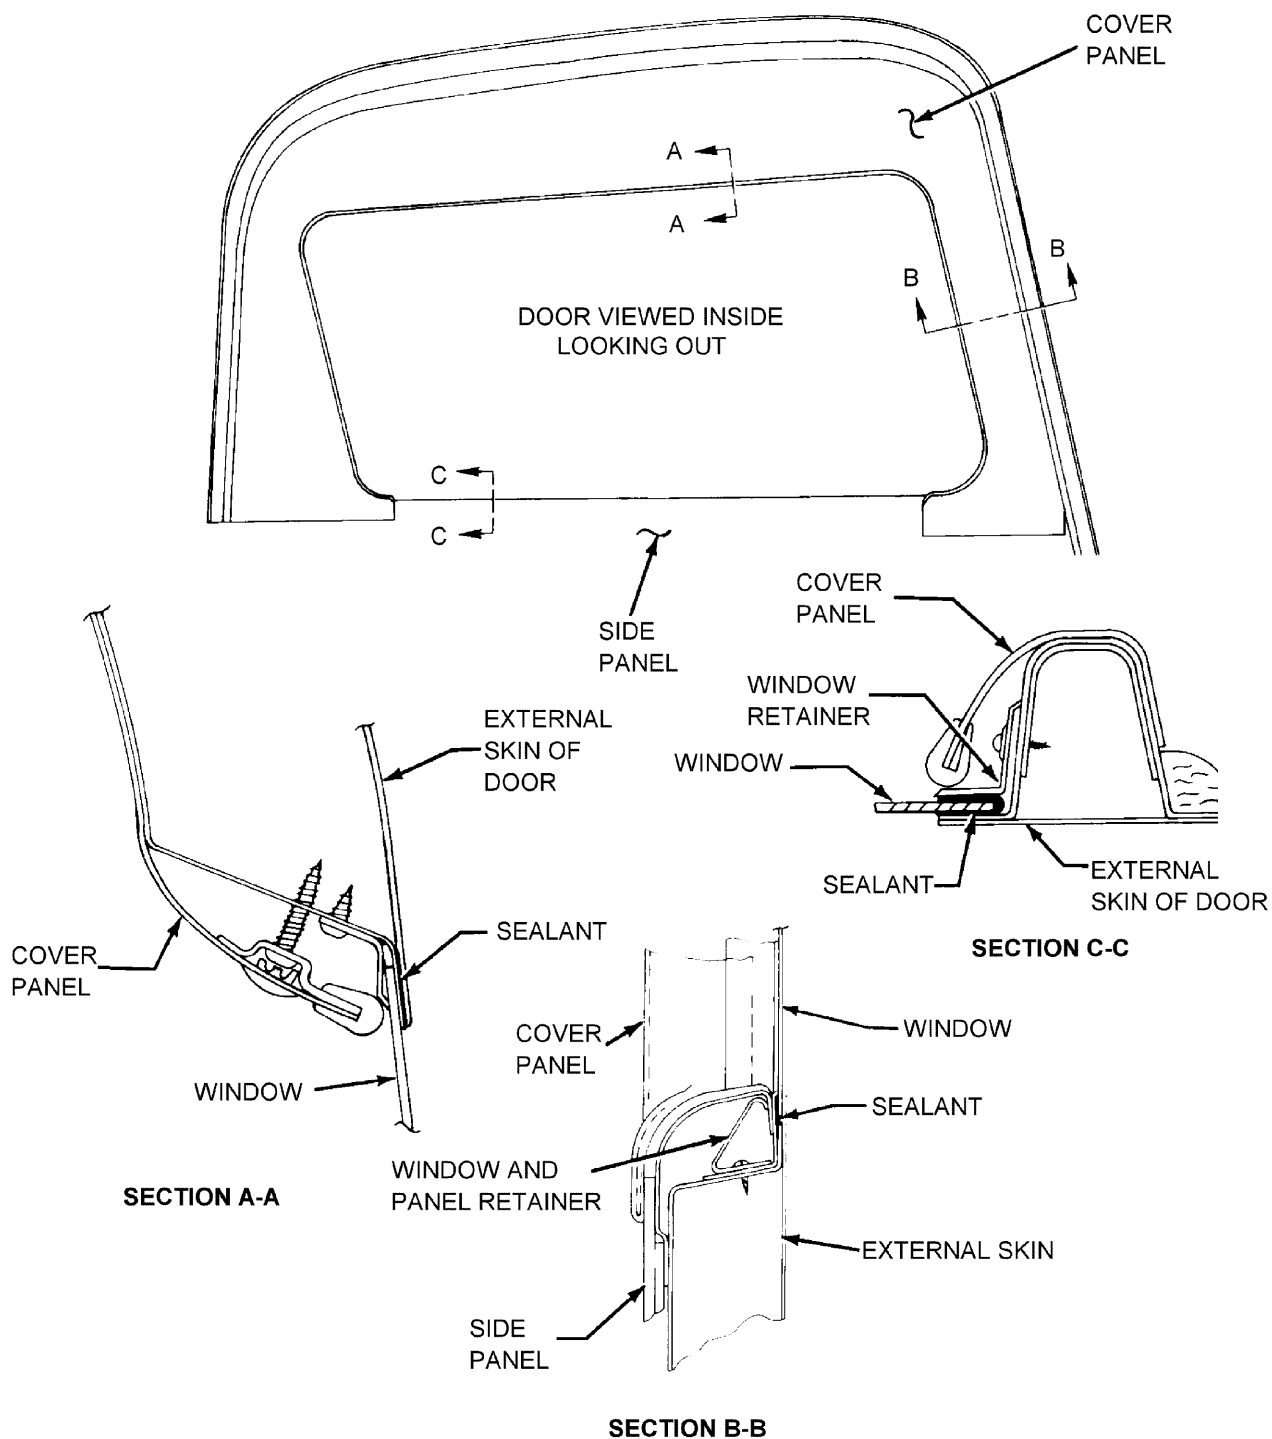 COVER
PANEL
A
A
B
B
DOOR VIEWED INSIDE
LOOKING OUT
C
C
SIDE
PANEL
COVER
PANEL
WINDOW
RETAINER
WINDOW
SEALANT
EXTERNAL
SKIN OF DOOR
SECTION C-C
EXTERNAL
SKIN OF
DOOR
SEALANT
COVER
PANEL
WINDOW
SECTION A-A
COVER
PANEL
WINDOW
SEALANT
WINDOW AND
PANEL RETAINER
EXTERNAL SKIN
SIDE
PANEL
SECTION B-B